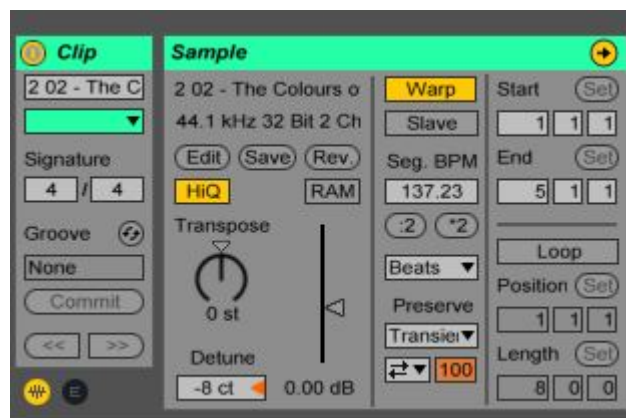 Clip
2 02 - The C
Signature
4 / 4
Groove
None
Commit
<< >>
E
Sample
2 02 - The Colours o
44.1 kHz 32 Bit 2 Ch
Edit Save Rev.
HiQ RAM
Transpose
0 st
Detune
-8 ct 0.00 dB
Warp
Slave
Seg. BPM
137.23
:2 *2
Beats
Preserve
Transier
100
Start Set
1 1 1
End Set
5 1 1
Loop
Position Set
1 1 1
Length Set
8 0 0